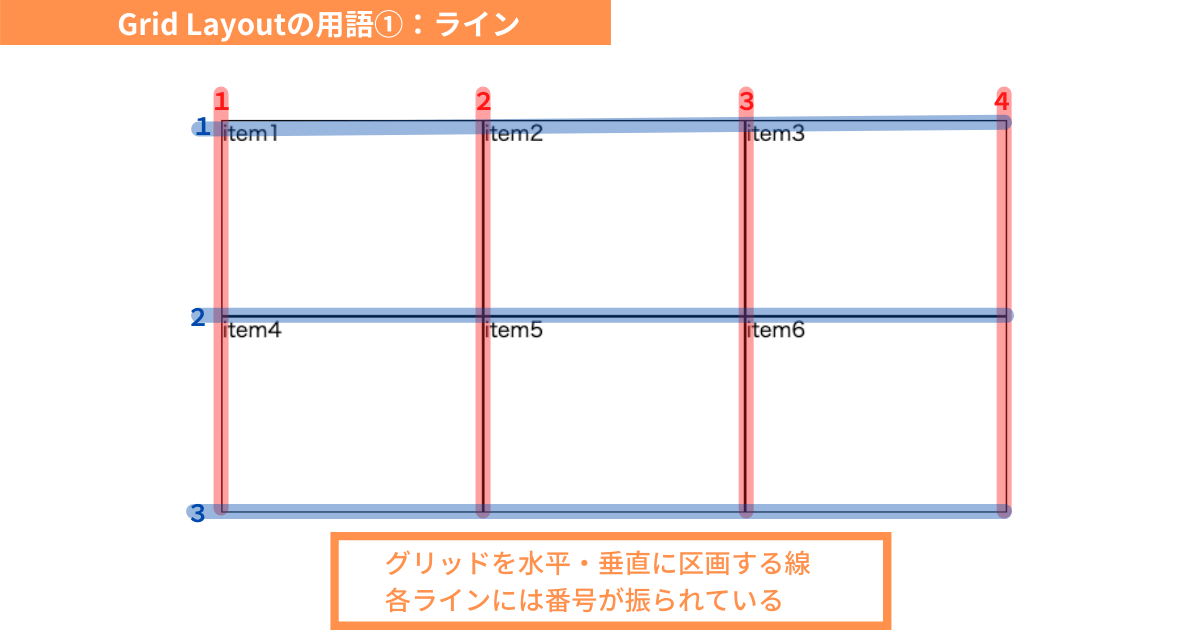 Grid Layoutの用語①：ライン
1 2 3 4
1
item1 item2 item3
2
item4 item5 item6
3
グリッドを水平・垂直に区画する線
各ラインには番号が振られている